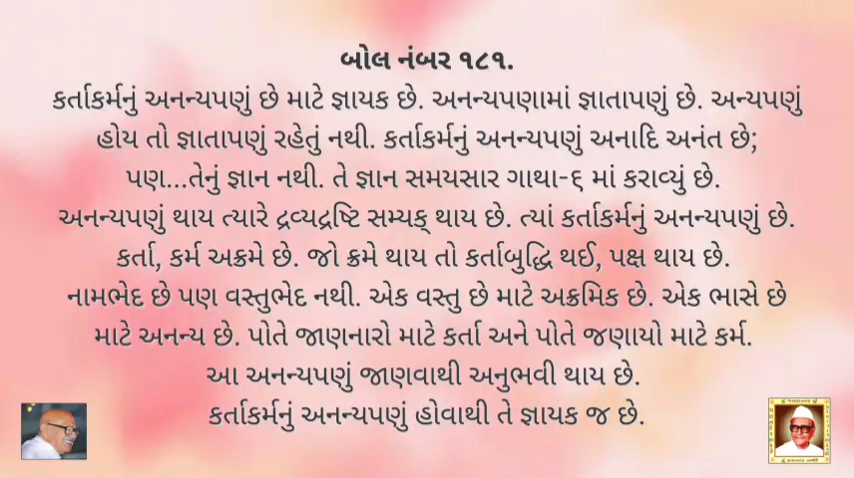 બોલ નંબર ૧૮૧.
કર્તાકર્મનું અનન્યપણું છે માટે જ્ઞાયક છે. અનન્યપણામાં જ્ઞાતાપણું છે. અન્યપણું
હોય તો જ્ઞાતાપણું રહેતું નથી. કર્તાકર્મનું અનન્યપણું અનાદિ અનંત છે;
પણ...તેનું જ્ઞાન નથી. તે જ્ઞાન સમયસાર ગાથા-૬ માં કરાવ્યું છે.
અનન્યપણું થાય ત્યારે દ્રવ્યદ્રષ્ટિ સમ્યક્ થાય છે. ત્યાં કર્તાકર્મનું અનન્યપણું છે.
કર્તા, કર્મ અક્રમે છે. જો ક્રમે થાય તો કર્તાબુદ્ધિ થઈ, પક્ષ થાય છે.
નામભેદ છે પણ વસ્તુભેદ નથી. એક વસ્તુ છે માટે અક્રમિક છે. એક ભાસે છે
માટે અનન્ય છે. પોતે જાણનારો માટે કર્તા અને પોતે જણાયો માટે કર્મ.
આ અનન્યપણું જાણવાથી અનુભવી થાય છે.
કર્તાકર્મનું અનન્યપણું હોવાથી તે જ્ઞાયક જ છે.